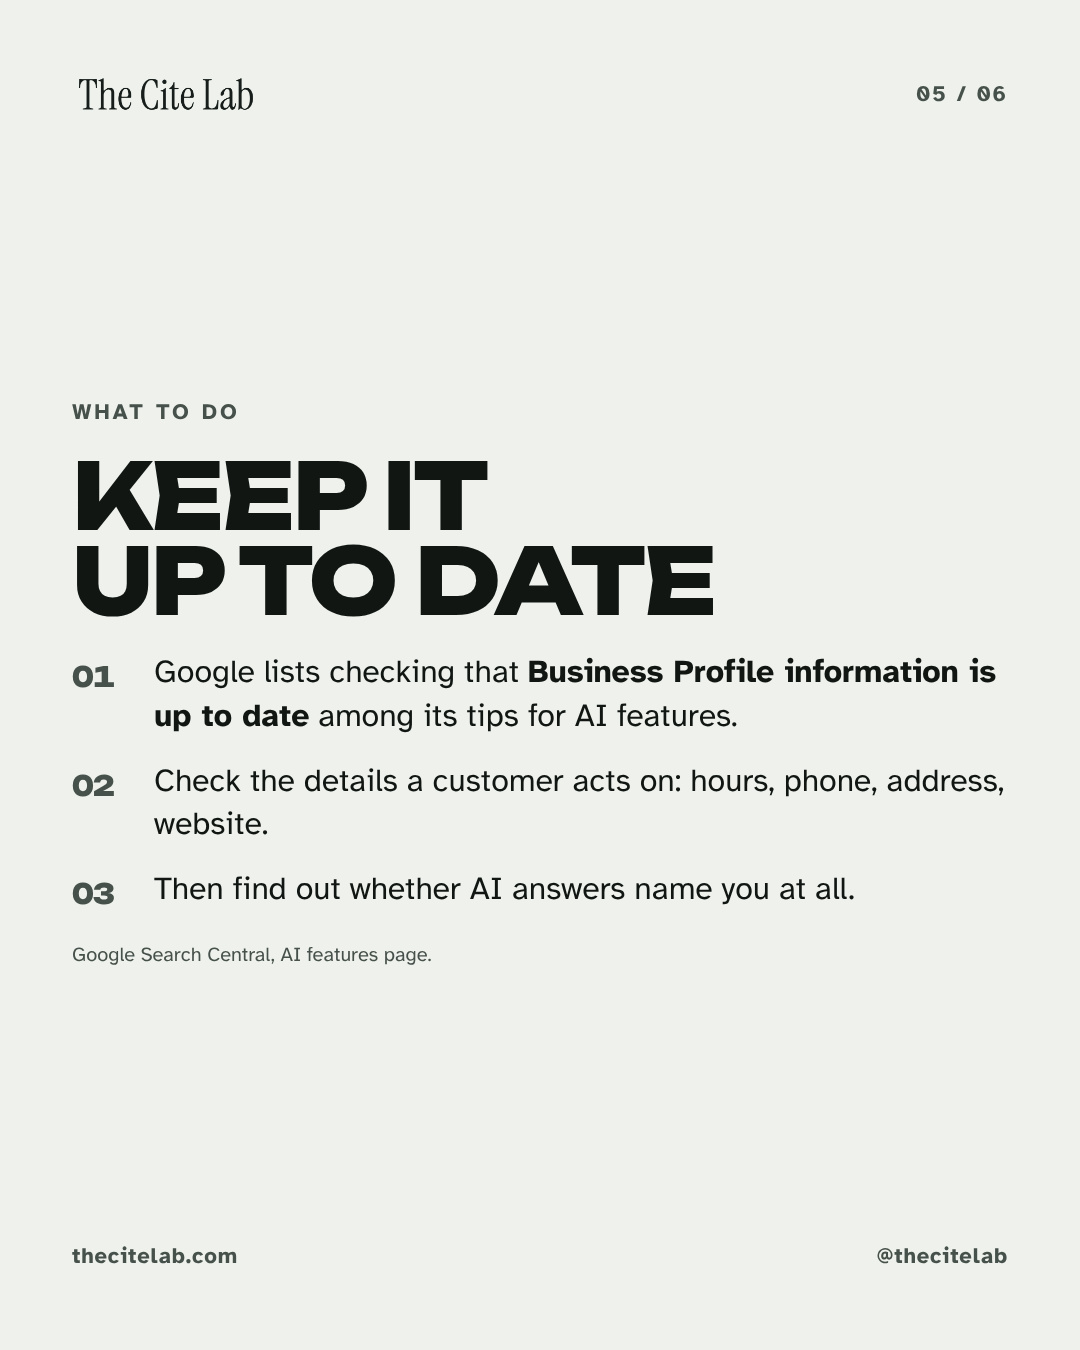 The Cite Lab
05 / 06
WHAT TO DO
KEEP IT
UP TO DATE
01 Google lists checking that Business Profile information is
up to date among its tips for AI features.
02 Check the details a customer acts on: hours, phone, address,
website.
03 Then find out whether AI answers name you at all.
Google Search Central, AI features page.
thecitelab.com
@thecitelab